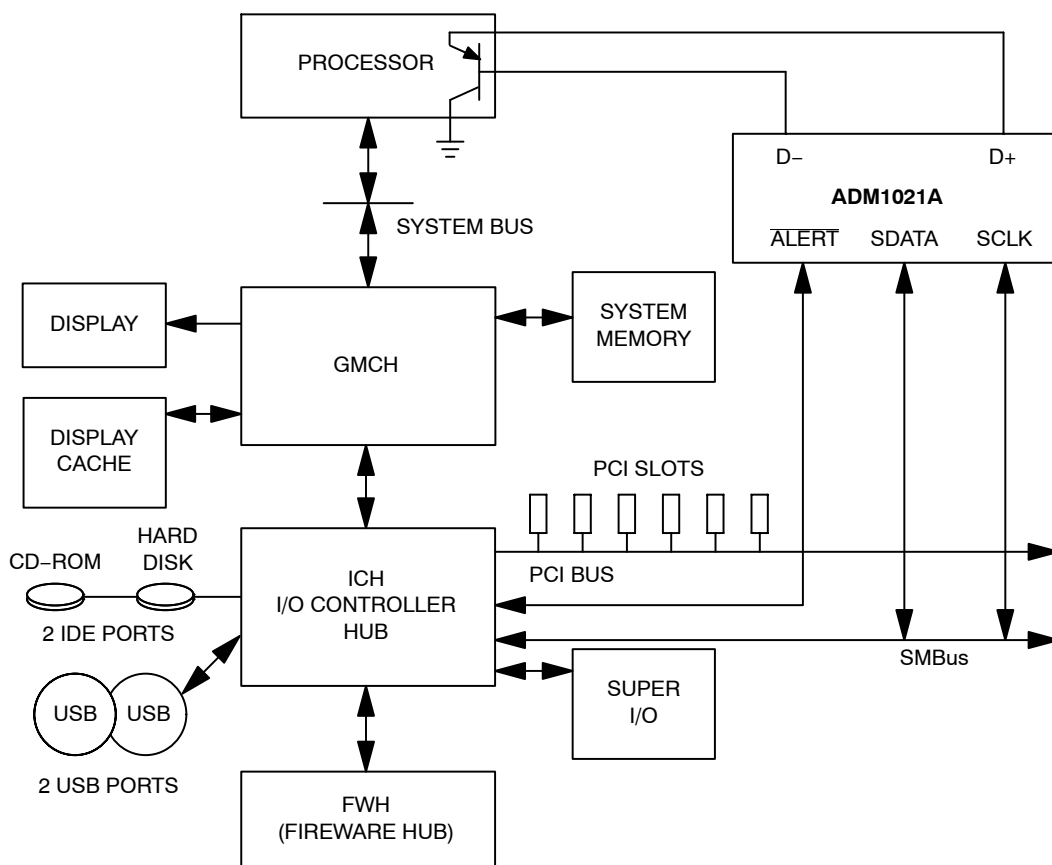 PROCESSOR
D−
D+
ADM1021A
ALERT
SDATA
SCLK
SYSTEM BUS
DISPLAY
GMCH
SYSTEM
MEMORY
DISPLAY
CACHE
PCI SLOTS
HARD
DISK
CD−ROM
ICH
I/O CONTROLLER
HUB
PCI BUS
2 IDE PORTS
SMBus
USB
USB
SUPER
I/O
2 USB PORTS
FWH
(FIREWARE HUB)